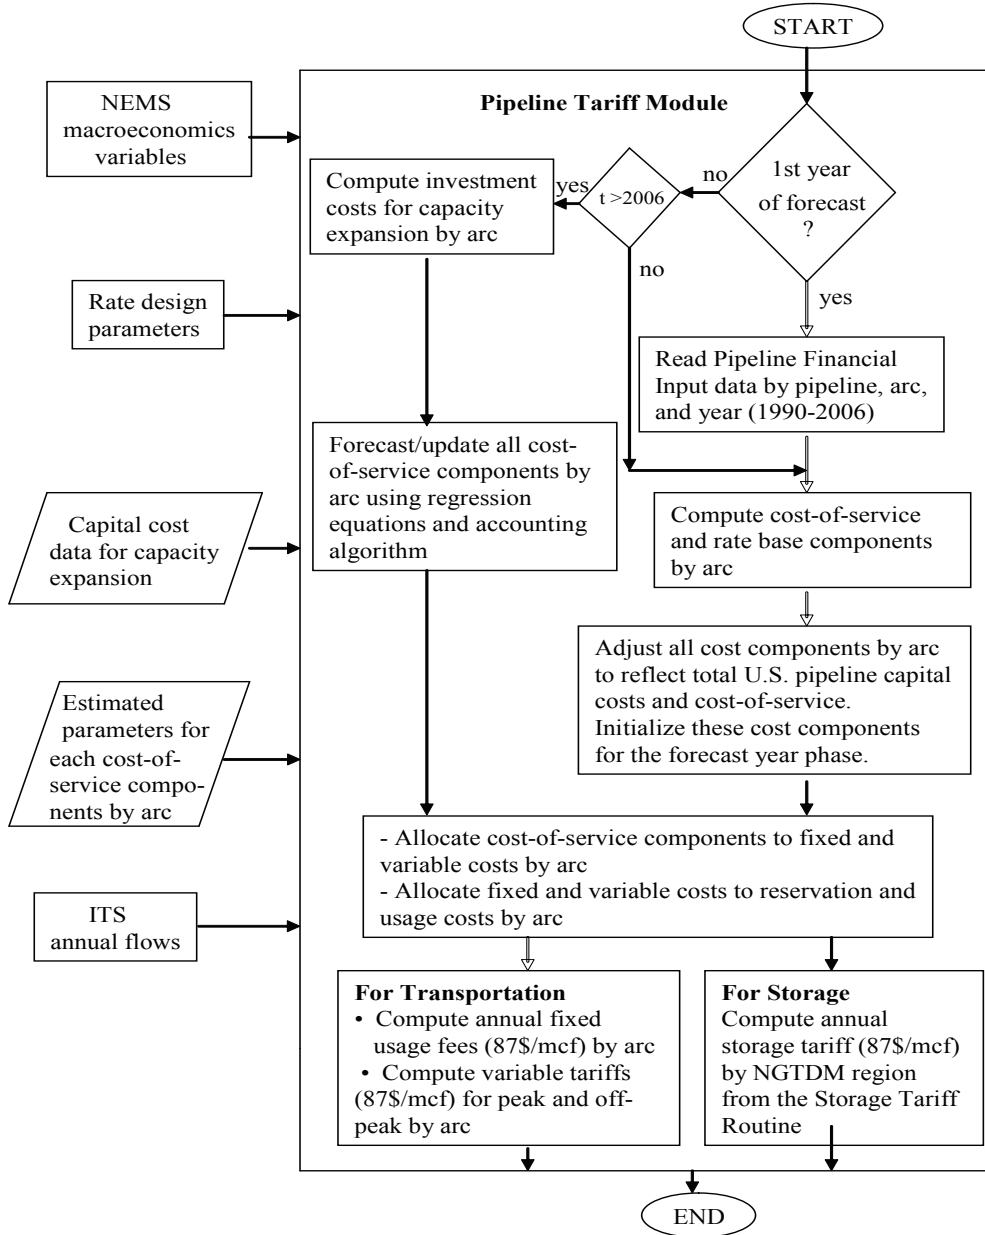 START
Pipeline Tariff Module
NEMS
macroeconomics
variables
1st year
of forecast
?
no
t >2006
yes
Compute investment
costs for capacity
expansion by arc
no
yes
Rate design
parameters
Read Pipeline Financial
Input data by pipeline, arc,
and year (1990-2006)
Forecast/update all cost-
of-service components by
arc using regression
equations and accounting
algorithm
Capital cost
data for capacity
expansion
Compute cost-of-service
and rate base components
by arc
Adjust all cost components by arc
to reflect total U.S. pipeline capital
costs and cost-of-service.
Initialize these cost components
for the forecast year phase.
Estimated
parameters for
each cost-of-
service compo-
nents by arc
- Allocate cost-of-service components to fixed and
variable costs by arc
- Allocate fixed and variable costs to reservation and
usage costs by arc
ITS
annual flows
For Transportation
• Compute annual fixed
usage fees (87$/mcf) by arc
• Compute variable tariffs
(87$/mcf) for peak and off-
peak by arc
For Storage
Compute annual
storage tariff (87$/mcf)
by NGTDM region
from the Storage Tariff
Routine
END